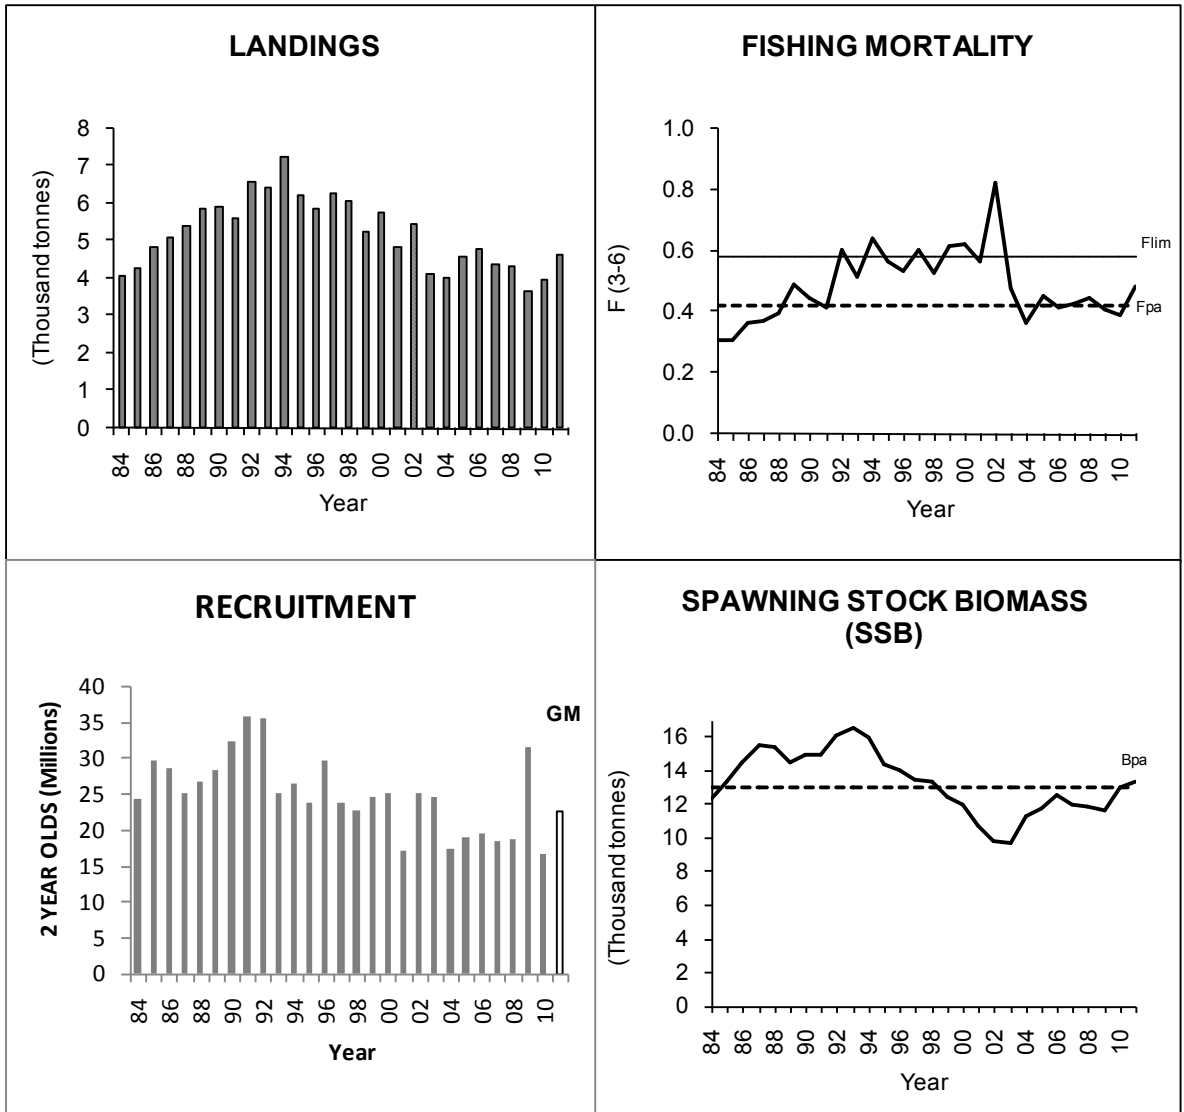 LANDINGS
(Thousand tonnes)
8
7
6
5
4
3
2
1
0
84 86 88 90 92 94 96 98 00 02 04 06 08 10
Year
FISHING MORTALITY
F (3-6)
1.0
0.8
0.6
0.4
0.2
0.0
Flim
Fpa
84 86 88 90 92 94 96 98 00 02 04 06 08 10
Year
RECRUITMENT
2 YEAR OLDS (Millions)
40
35
30
25
20
15
10
5
0
GM
84 86 88 90 92 94 96 98 00 02 04 06 08 10
Year
SPAWNING STOCK BIOMASS
(SSB)
(Thousand tonnes)
16
14
12
10
8
6
4
2
0
Bpa
84 86 88 90 92 94 96 98 00 02 04 06 08 10
Year